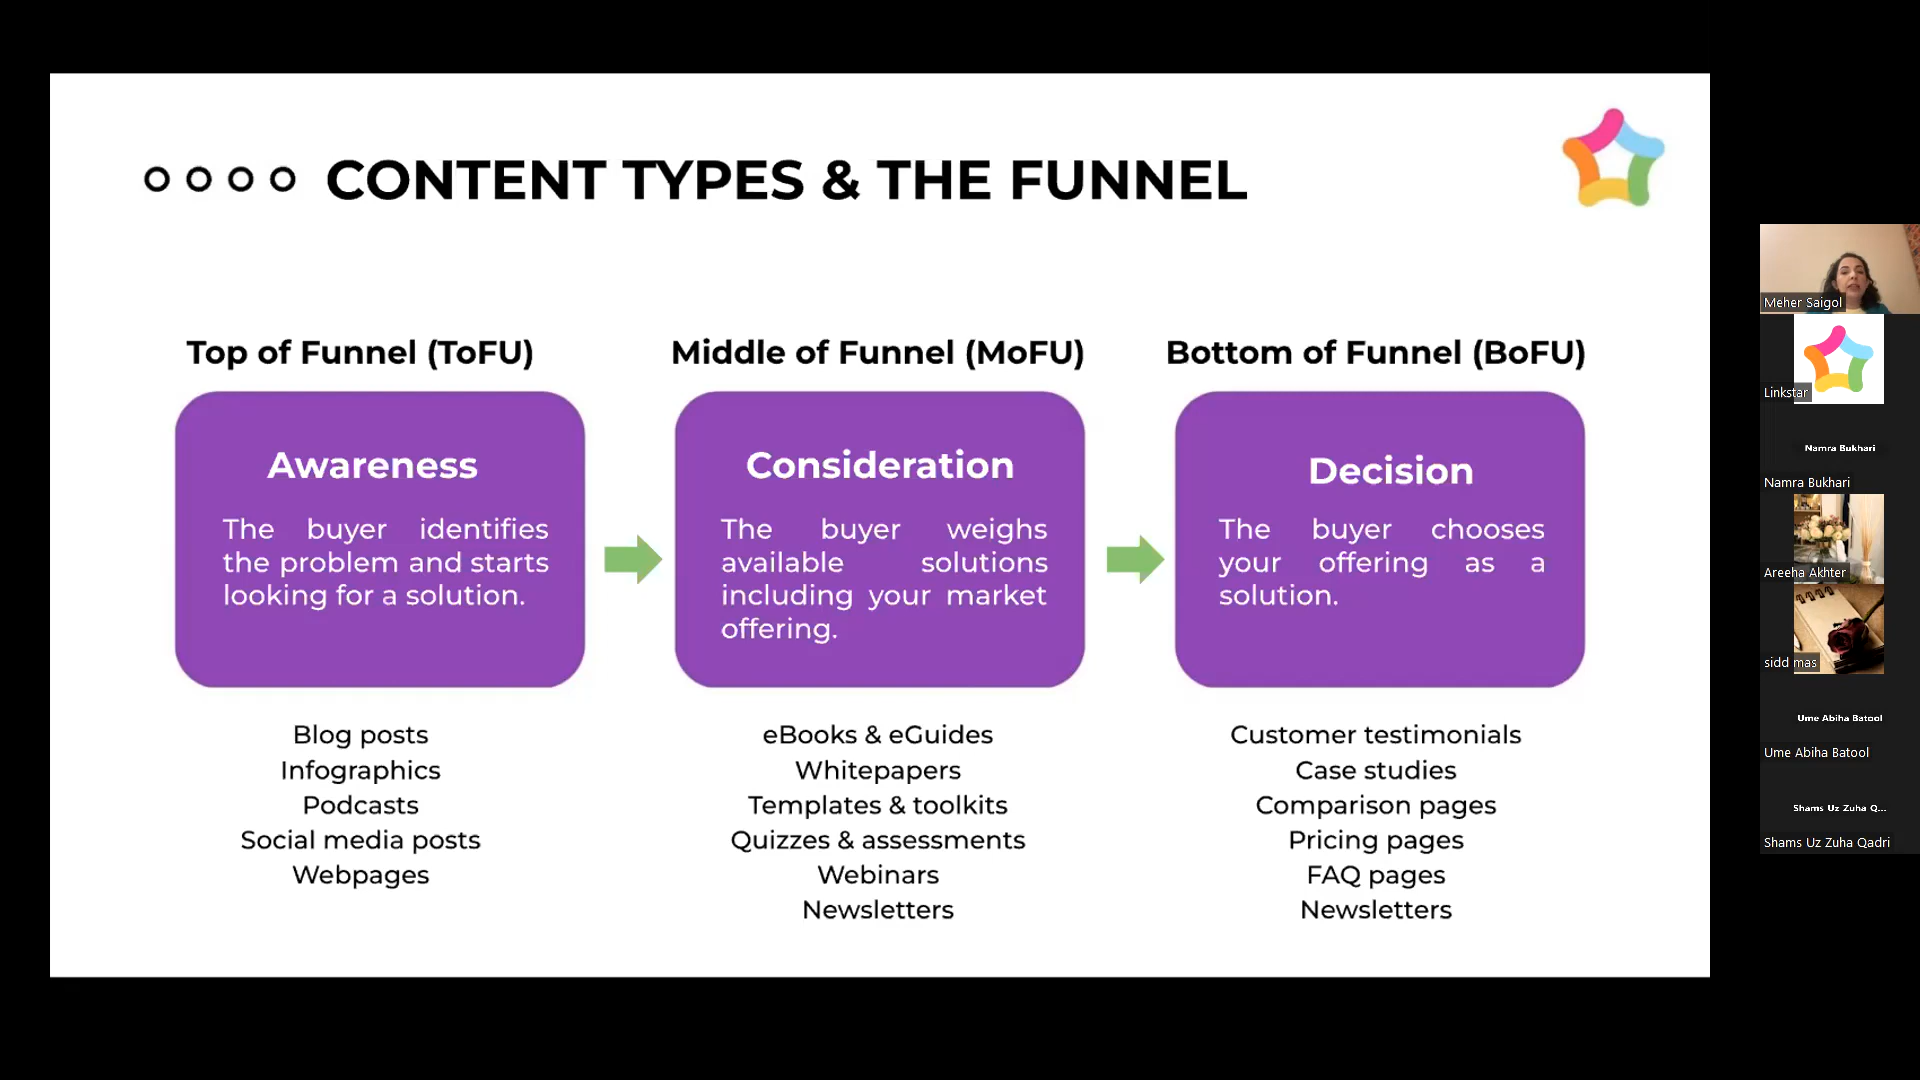 CONTENT TYPES & THE FUNNEL
Top of Funnel (ToFU)
Awareness
The buyer identifies
the problem and starts
looking for a solution.
Blog posts
Infographics
Podcasts
Social media posts
Webpages
Middle of Funnel (MoFU)
Consideration
The buyer weighs
available solutions
including your market
offering.
eBooks & eGuides
Whitepapers
Templates & toolkits
Quizzes & assessments
Webinars
Newsletters
Bottom of Funnel (BoFU)
Decision
The buyer chooses
your offering as a
solution.
Customer testimonials
Case studies
Comparison pages
Pricing pages
FAQ pages
Newsletters
Meher Saigol
Linkstar
Namra Bukhari
Namra Bukhari
Areeha Akhter
sidd mas
Ume Abiha Batool
Ume Abiha Batool
Shams Uz Zuha Q...
Shams Uz Zuha Qadri